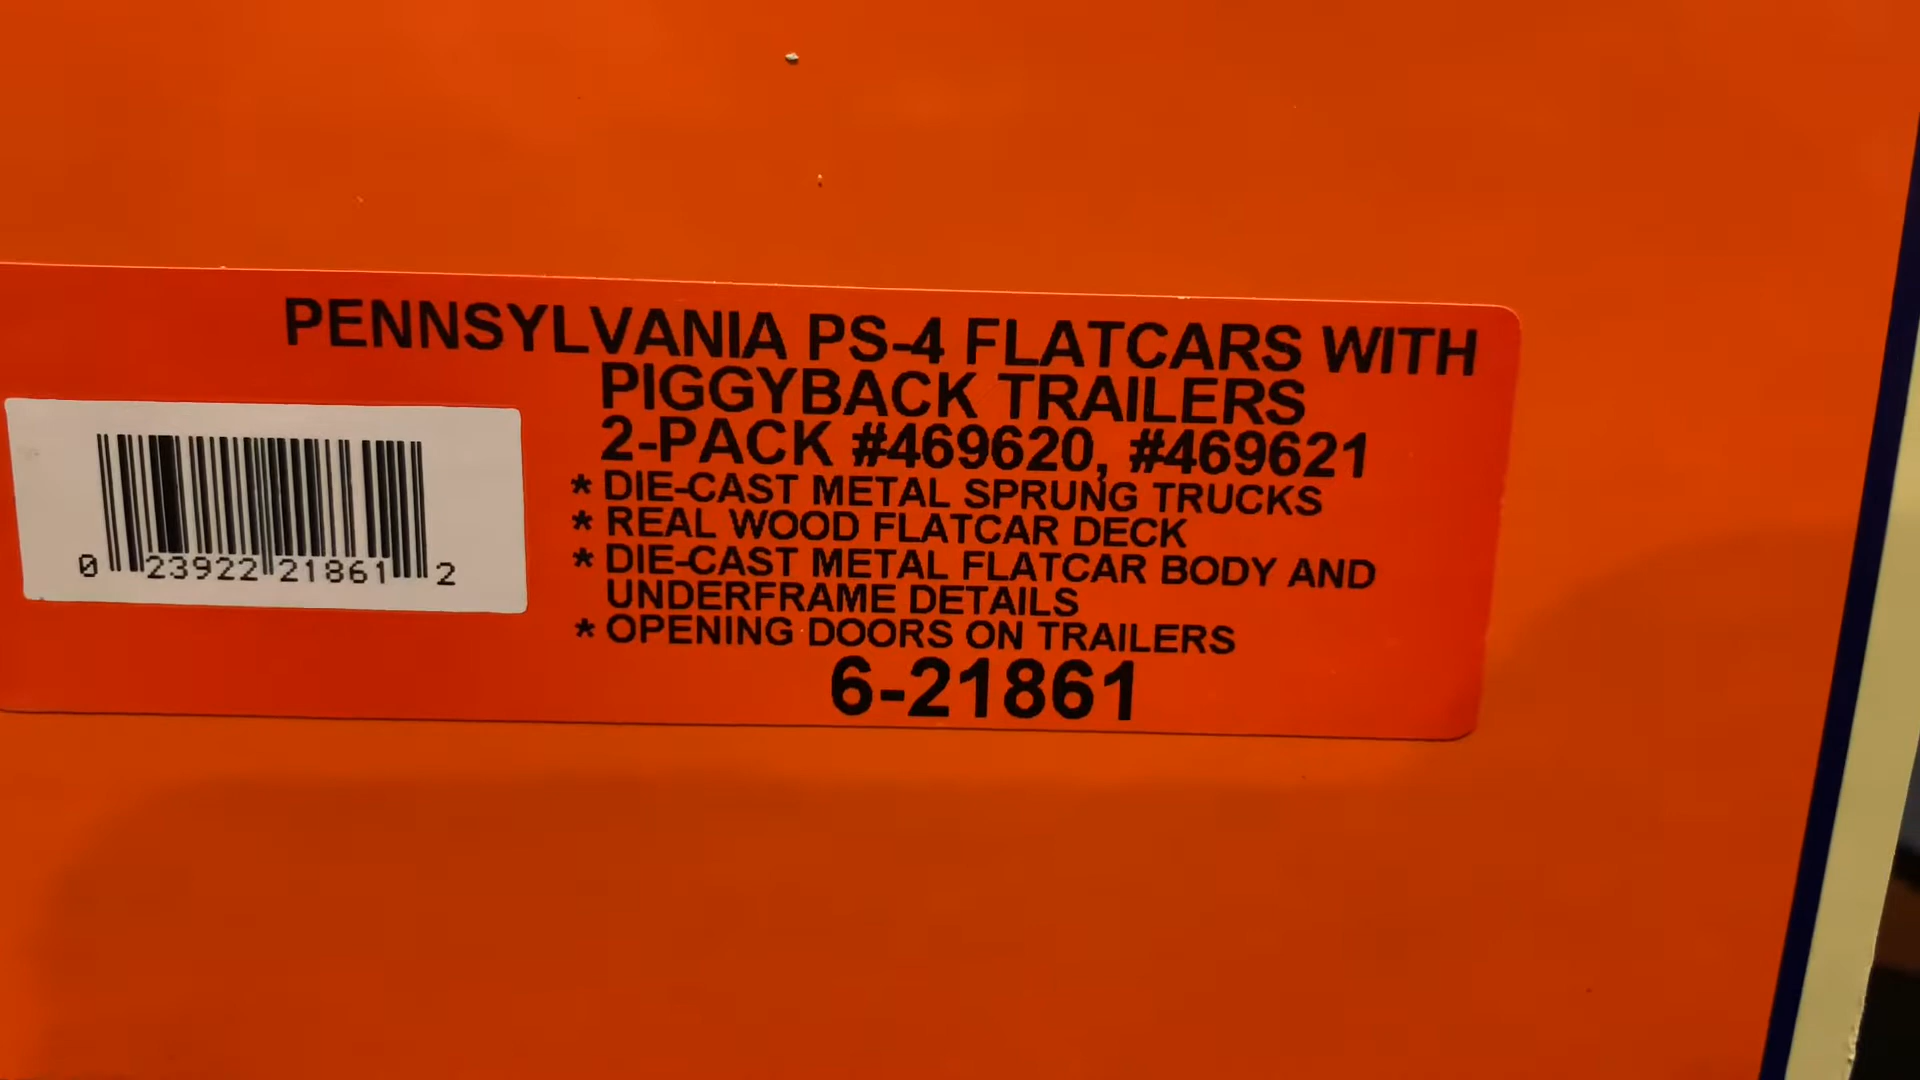 PENNSYLVANIA PS-4 FLATCARS WITH
PIGGYBACK TRAILERS
2-PACK #469620, #469621
* DIE-CAST METAL SPRUNG TRUCKS
* REAL WOOD FLATCAR DECK
* DIE-CAST METAL FLATCAR BODY AND
UNDERFRAME DETAILS
* OPENING DOORS ON TRAILERS
6-21861
0 23922 21861 2